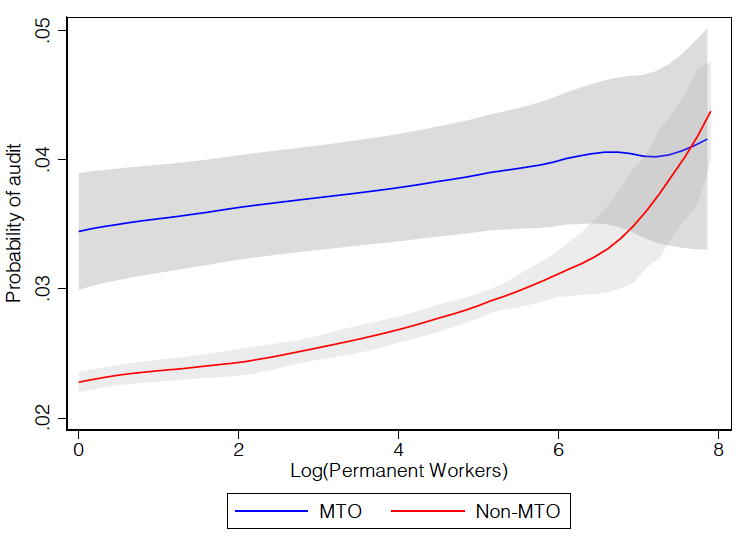 Probability of audit
.05
.04
.03
.02
0 2 4 6 8
Log(Permanent Workers)
MTO Non-MTO